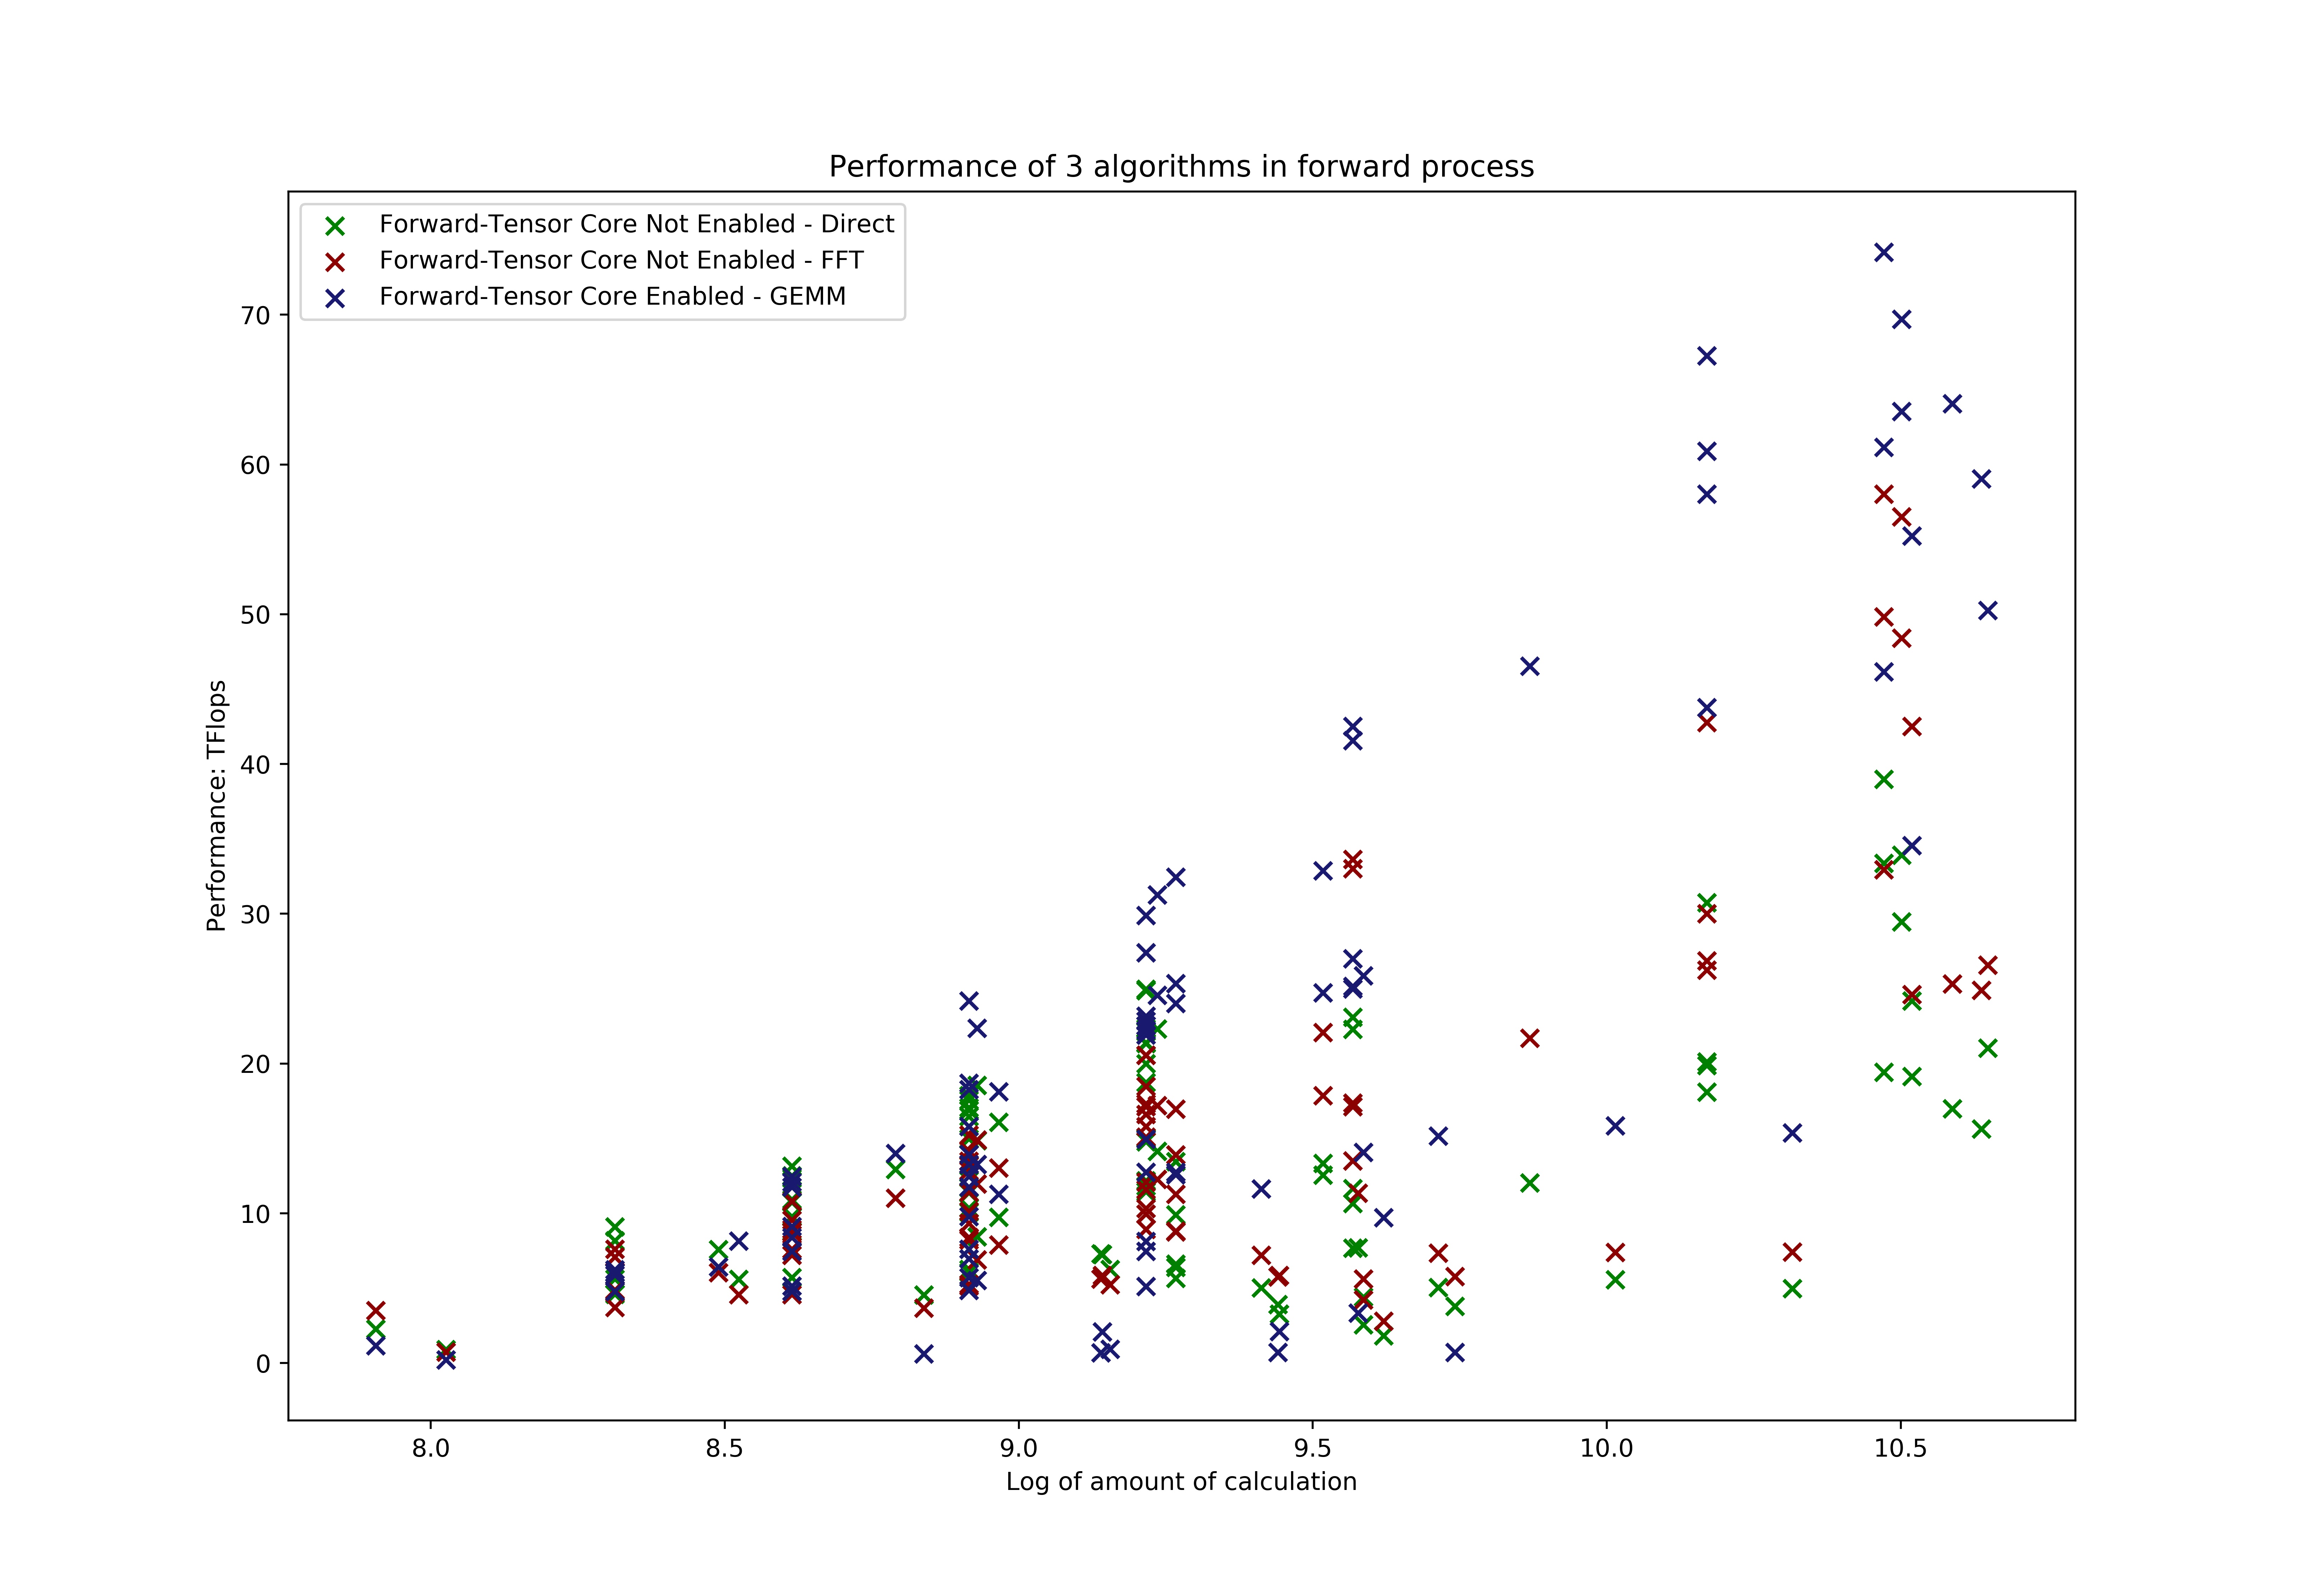 Performance of 3 algorithms in forward process
Forward-Tensor Core Not Enabled - Direct
Forward-Tensor Core Not Enabled - FFT
Forward-Tensor Core Enabled - GEMM
Performance: TFlops
70
60
50
40
30
20
10
0
8.0 8.5 9.0 9.5 10.0 10.5
Log of amount of calculation